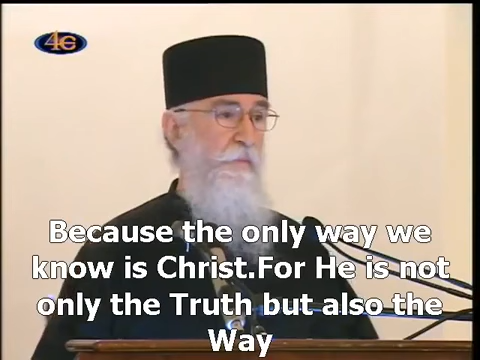 4e
Because the only way we
know is Christ.For He is not
only the Truth but also the
Way